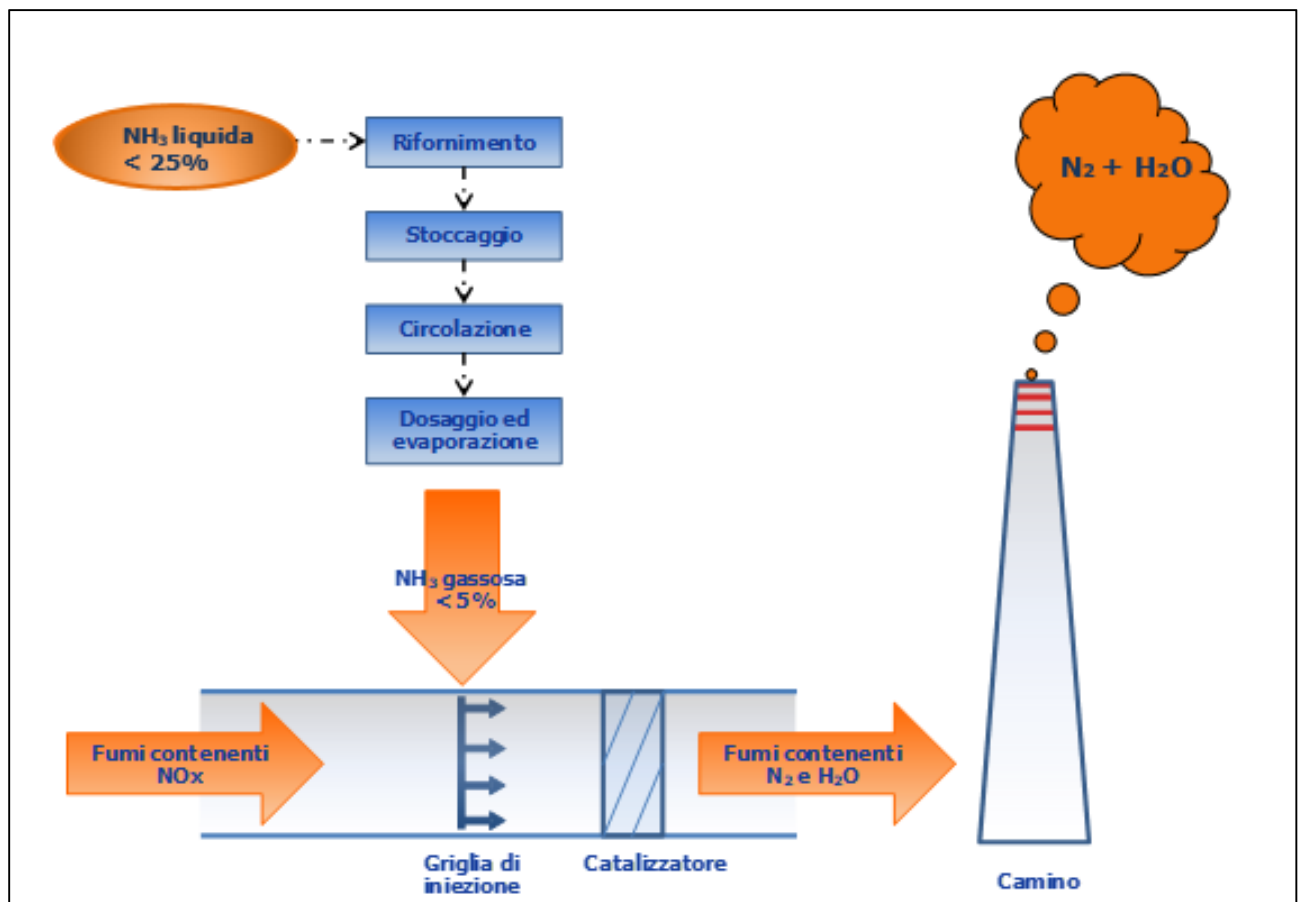 NH₃ liquida
< 25%
Rifornimento
Stoccaggio
Circolazione
Dosaggio ed
evaporazione
NH₃ gassosa
< 5%
N₂ + H₂O
Fumi contenenti
NOx
Fumi contenenti
N₂ e H₂O
Griglia di
iniezione
Catalizzatore
Camino